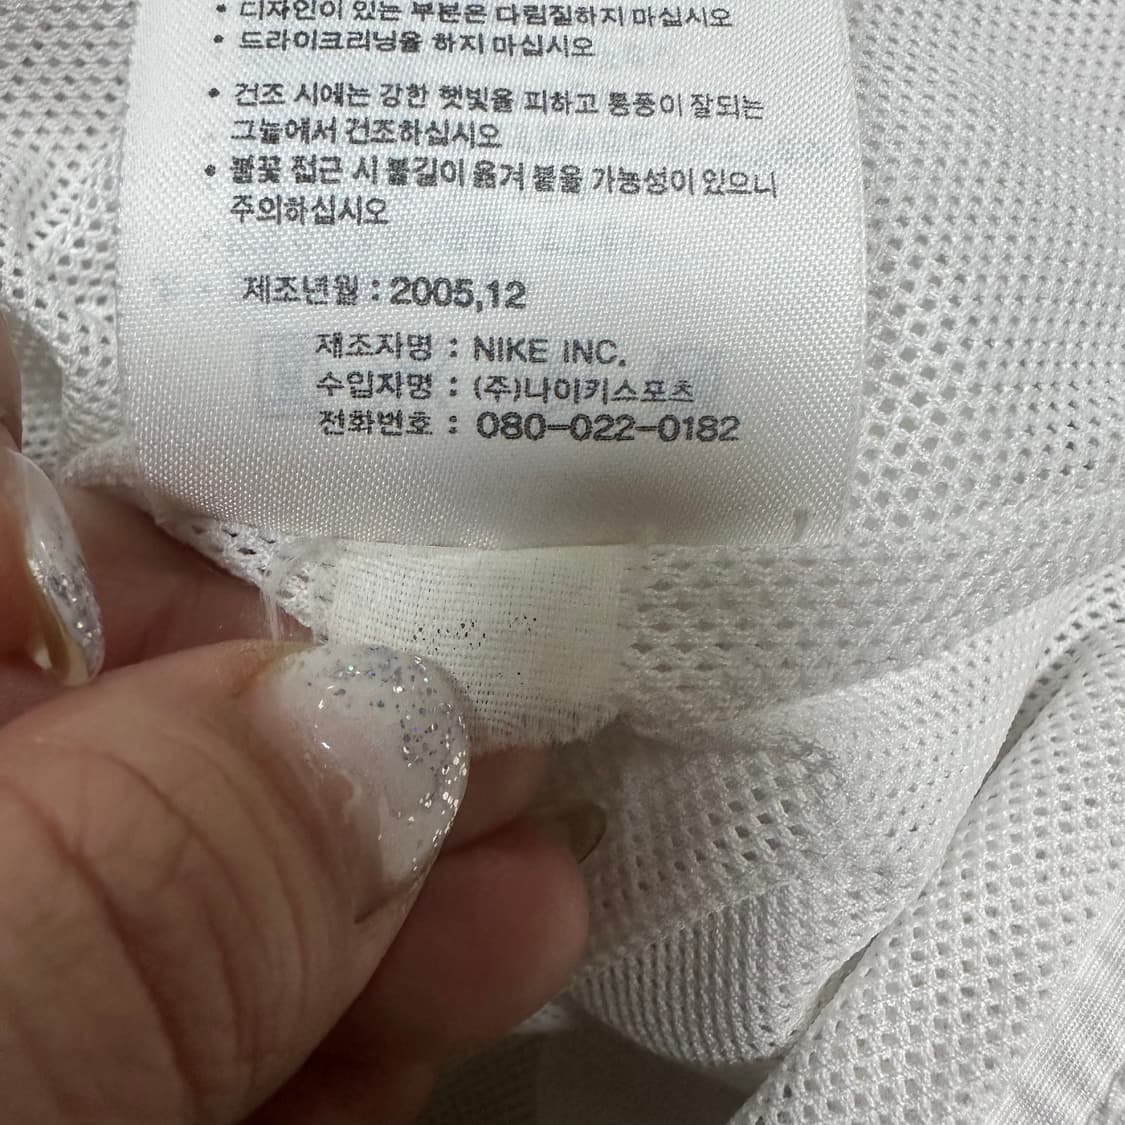 • 디자인이 있는 부분은 다림질하지 마십시오
• 드라이크리닝을 하지 마십시오
• 건조 시에는 강한 햇빛을 피하고 통풍이 잘되는
그늘에서 건조하십시오
• 불꽃 접근 시 불길이 옮겨 붙을 가능성이 있으니
주의하십시오
제조년월 : 2005,12
제조자명 : NIKE INC.
수입자명 : (주)나이키스포츠
전화번호 : 080-022-0182